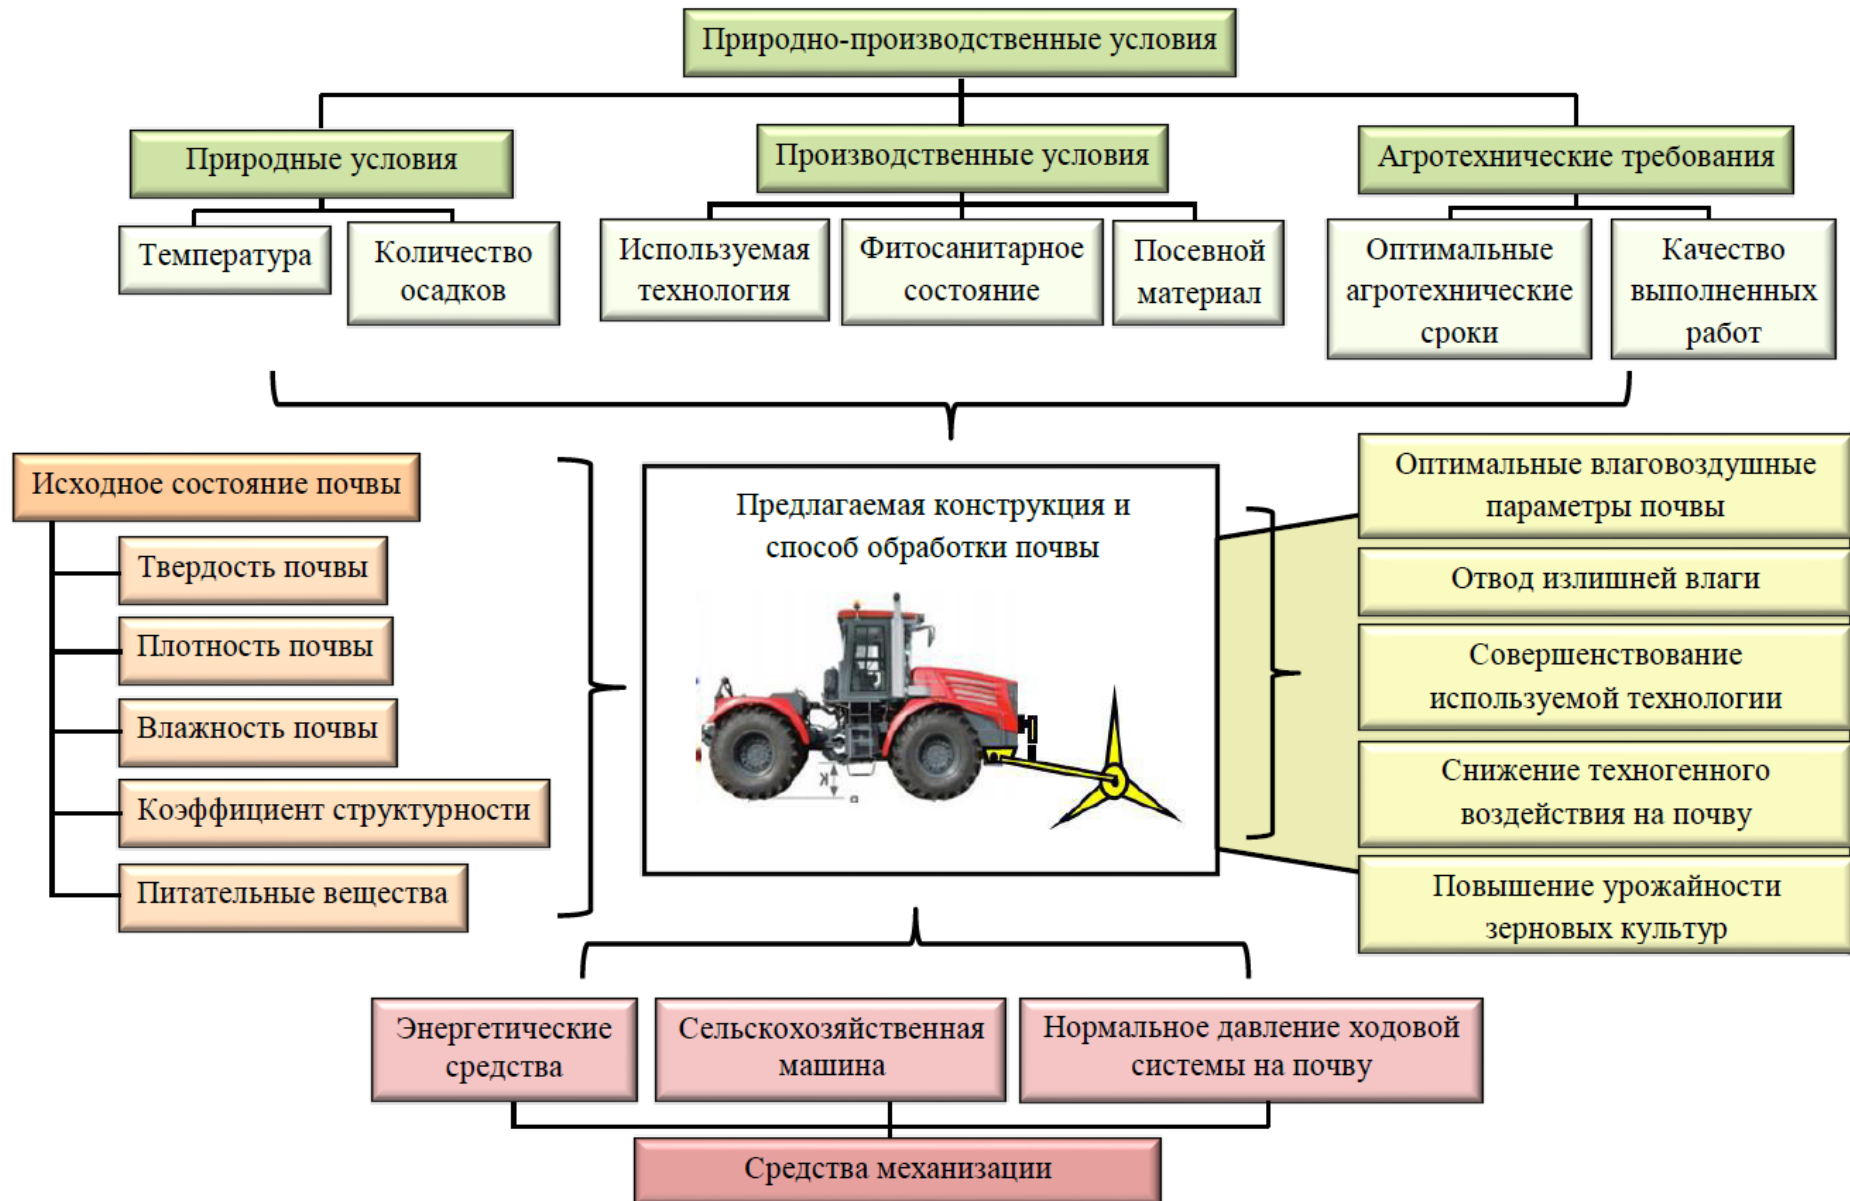 Природно-производственные условия
Природные условия
Производственные условия
Агротехнические требования
Температура
Количество
осадков
Используемая
технология
Фитосанитарное
состояние
Посевной
материал
Оптимальные
агротехнические
сроки
Качество
выполненных
работ
Исходное состояние почвы
Твердость почвы
Плотность почвы
Влажность почвы
Коэффициент структурности
Питательные вещества
Предлагаемая конструкция и
способ обработки почвы
Оптимальные влаговоздушные
параметры почвы
Отвод излишней влаги
Совершенствование
используемой технологии
Снижение техногенного
воздействия на почву
Повышение урожайности
зерновых культур
Энергетические
средства
Сельскохозяйственная
машина
Нормальное давление ходовой
системы на почву
Средства механизации